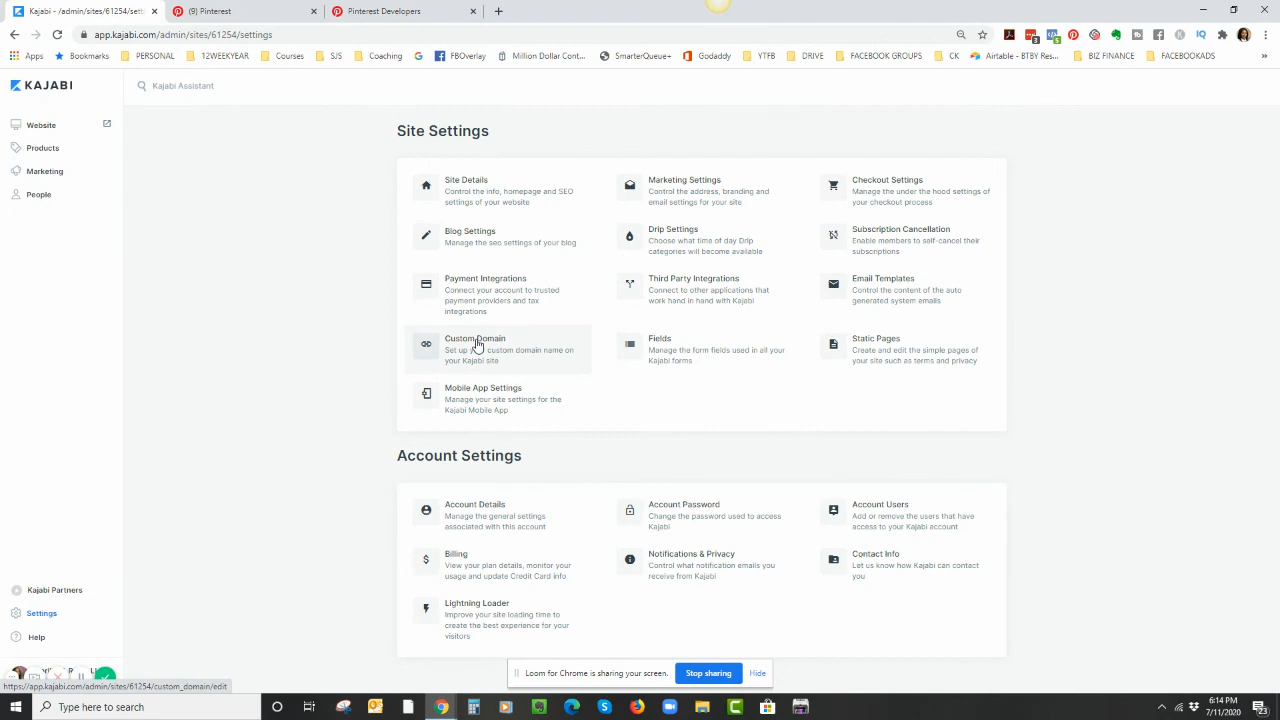 Kajabi - /admin/sites/61254/setti
(9) Pinterest
Pinterest Developers
app.kajabi.com/admin/sites/61254/settings
Apps
Bookmarks
PERSONAL
12WEEKYEAR
Courses
SJS
Coaching
FBOverlay
Million Dollar Cont...
SmarterQueue+
Godaddy
YTFB
DRIVE
FACEBOOK GROUPS
CK
Airtable - BTBY Res...
BIZ FINANCE
FACEBOOKADS
»
KAJABI
Kajabi Assistant
Website
Products
Marketing
People
Site Settings
Site Details
Control the info, homepage and SEO
settings of your website
Marketing Settings
Control the address, branding and
email settings for your site
Checkout Settings
Manage the under the hood settings of
your checkout process
Blog Settings
Manage the seo settings of your blog
Drip Settings
Choose what time of day Drip
categories will become available
Subscription Cancellation
Enable members to self-cancel their
subscriptions
Payment Integrations
Connect your account to trusted
payment providers and tax
integrations
Third Party Integrations
Connect to other applications that
work hand in hand with Kajabi
Email Templates
Control the content of the auto
generated system emails
Custom Domain
Set up custom domain name on
your Kajabi site
Fields
Manage the form fields used in all your
Kajabi forms
Static Pages
Create and edit the simple pages of
your site such as terms and privacy
Mobile App Settings
Manage your site settings for the
Kajabi Mobile App
Account Settings
Account Details
Manage the general settings
associated with this account
Account Password
Change the password used to access
Kajabi
Account Users
Add or remove the users that have
access to your Kajabi account
Billing
View your plan details, monitor your
usage and update Credit Card info
Notifications & Privacy
Control what notification emails you
receive from Kajabi
Contact Info
Let us know how Kajabi can contact
you
Lightning Loader
Improve your site loading time to
create the best experience for your
visitors
Kajabi Partners
Settings
Help
Loom for Chrome is sharing your screen.
Stop sharing
Hide
https://app.kajabi.com/admin/sites/61254/custom_domain/edit
Type here to search
6:14 PM
7/11/2020